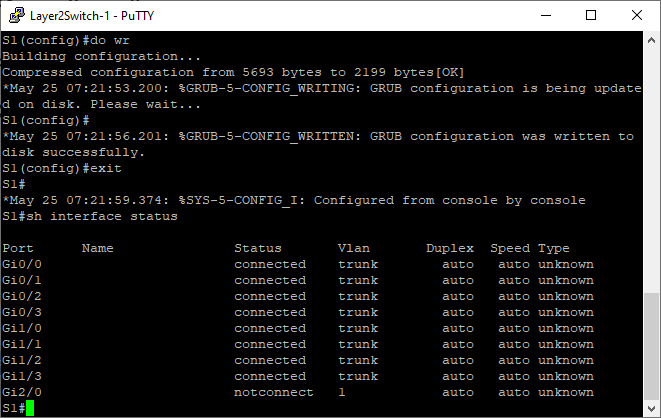 Layer2Switch-1 - PuTTY
S1(config)#do wr
Building configuration...
Compressed configuration from 5693 bytes to 2199 bytes[OK]
*May 25 07:21:53.200: %GRUB-5-CONFIG_WRITING: GRUB configuration is being update
d on disk. Please wait...
S1(config)#
*May 25 07:21:56.201: %GRUB-5-CONFIG_WRITTEN: GRUB configuration was written to
disk successfully.
S1(config)#exit
S1#
*May 25 07:21:59.374: %SYS-5-CONFIG_I: Configured from console by console
S1#sh interface status
Port      Name               Status       Vlan       Duplex  Speed Type
Gi0/0                        connected    trunk        auto   auto unknown
Gi0/1                        connected    trunk        auto   auto unknown
Gi0/2                        connected    trunk        auto   auto unknown
Gi0/3                        connected    trunk        auto   auto unknown
Gi1/0                        connected    trunk        auto   auto unknown
Gi1/1                        connected    trunk        auto   auto unknown
Gi1/2                        connected    trunk        auto   auto unknown
Gi1/3                        connected    trunk        auto   auto unknown
Gi2/0                        notconnect   1            auto   auto unknown
S1#